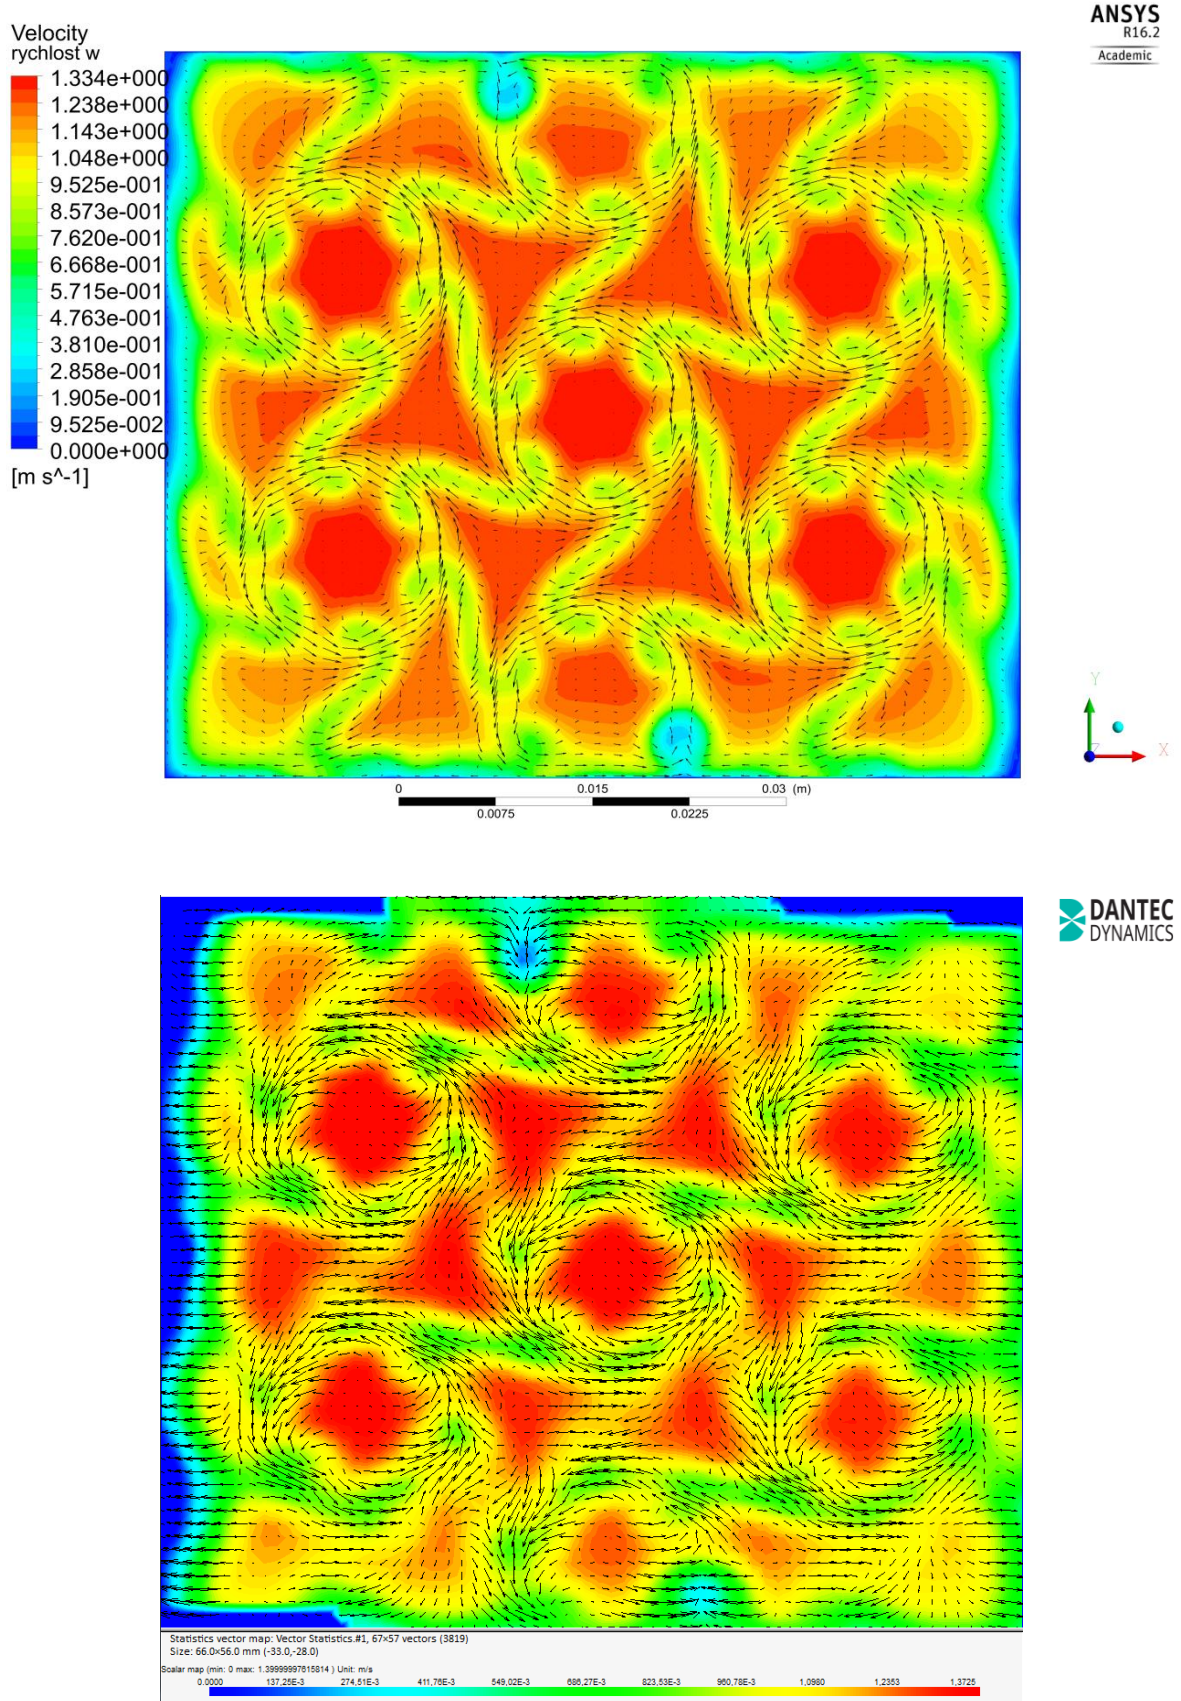 ANSYS
R16.2
Academic
Velocity
rychlost w
1.334e+000
1.238e+000
1.143e+000
1.048e+000
9.525e-001
8.573e-001
7.620e-001
6.668e-001
5.715e-001
4.763e-001
3.810e-001
2.858e-001
1.905e-001
9.525e-002
0.000e+000
[m s^-1]
Y
X
Z
0 0.015 0.03 (m)
0.0075 0.0225
DANTEC
DYNAMICS
Statistics vector map: Vector Statistics.#1, 67×57 vectors (3819)
Size: 66.0×56.0 mm (-33.0,-28.0)
Scalar map (min: 0 max: 1.39999997615814 ) Unit: m/s
0.0000 137,25E-3 274,51E-3 411,76E-3 549,02E-3 686,27E-3 823,53E-3 960,78E-3 1,0980 1,2353 1,3725